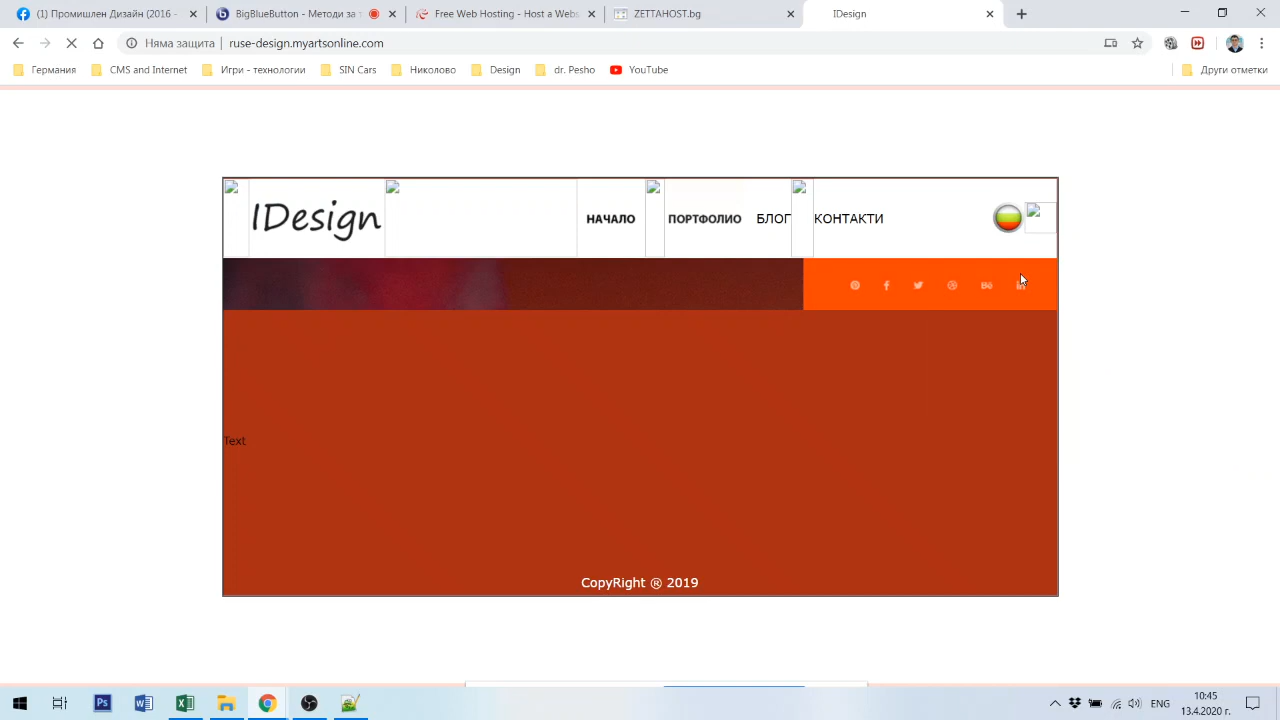 (1) Промишлен Дизайн (2016 -
BigBlueButton - Методи
Free Web Hosting - Host a Webs
ZETTAHOST.bg
IDesign
Няма защита
ruse-design.myartsonline.com
Германия
CMS and Internet
Игри - технологии
SIN Cars
Николово
Design
dr. Pesho
YouTube
Други отметки
IDesign
НАЧАЛО
ПОРТФОЛИО
БЛОГ
КОНТАКТИ
Text
CopyRight ® 2019
ENG
10:45
13.4.2020 г.